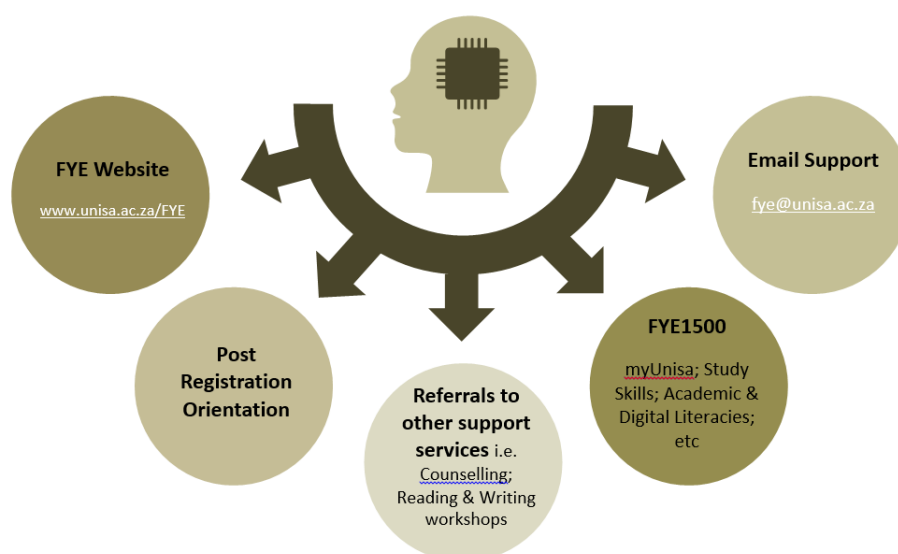 FYE Website
www.unisa.ac.za/FYE
Post
Registration
Orientation
Referrals to
other support
services i.e.
Counselling;
Reading & Writing
workshops
FYE1500
myUnisa; Study
Skills; Academic &
Digital Literacies;
etc
Email Support
fye@unisa.ac.za